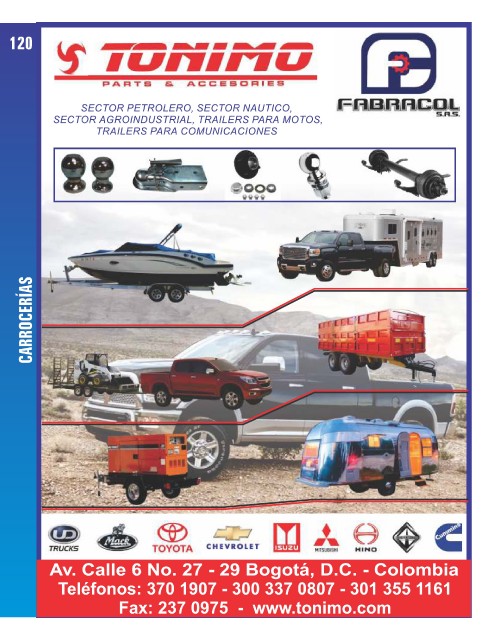 120
CARROCERÍAS
TONIMO
PARTS & ACCESORIES
FABRACOL
S.A.S.
SECTOR PETROLERO, SECTOR NAUTICO,
SECTOR AGROINDUSTRIAL, TRAILERS PARA MOTOS,
TRAILERS PARA COMUNICACIONES
UD
TRUCKS
Mack
TOYOTA
CHEVROLET
ISUZU
MITSUBISHI
HINO
Cummins
Av. Calle 6 No. 27 - 29 Bogotá, D.C. - Colombia
Teléfonos: 370 1907 - 300 337 0807 - 301 355 1161
Fax: 237 0975 - www.tonimo.com